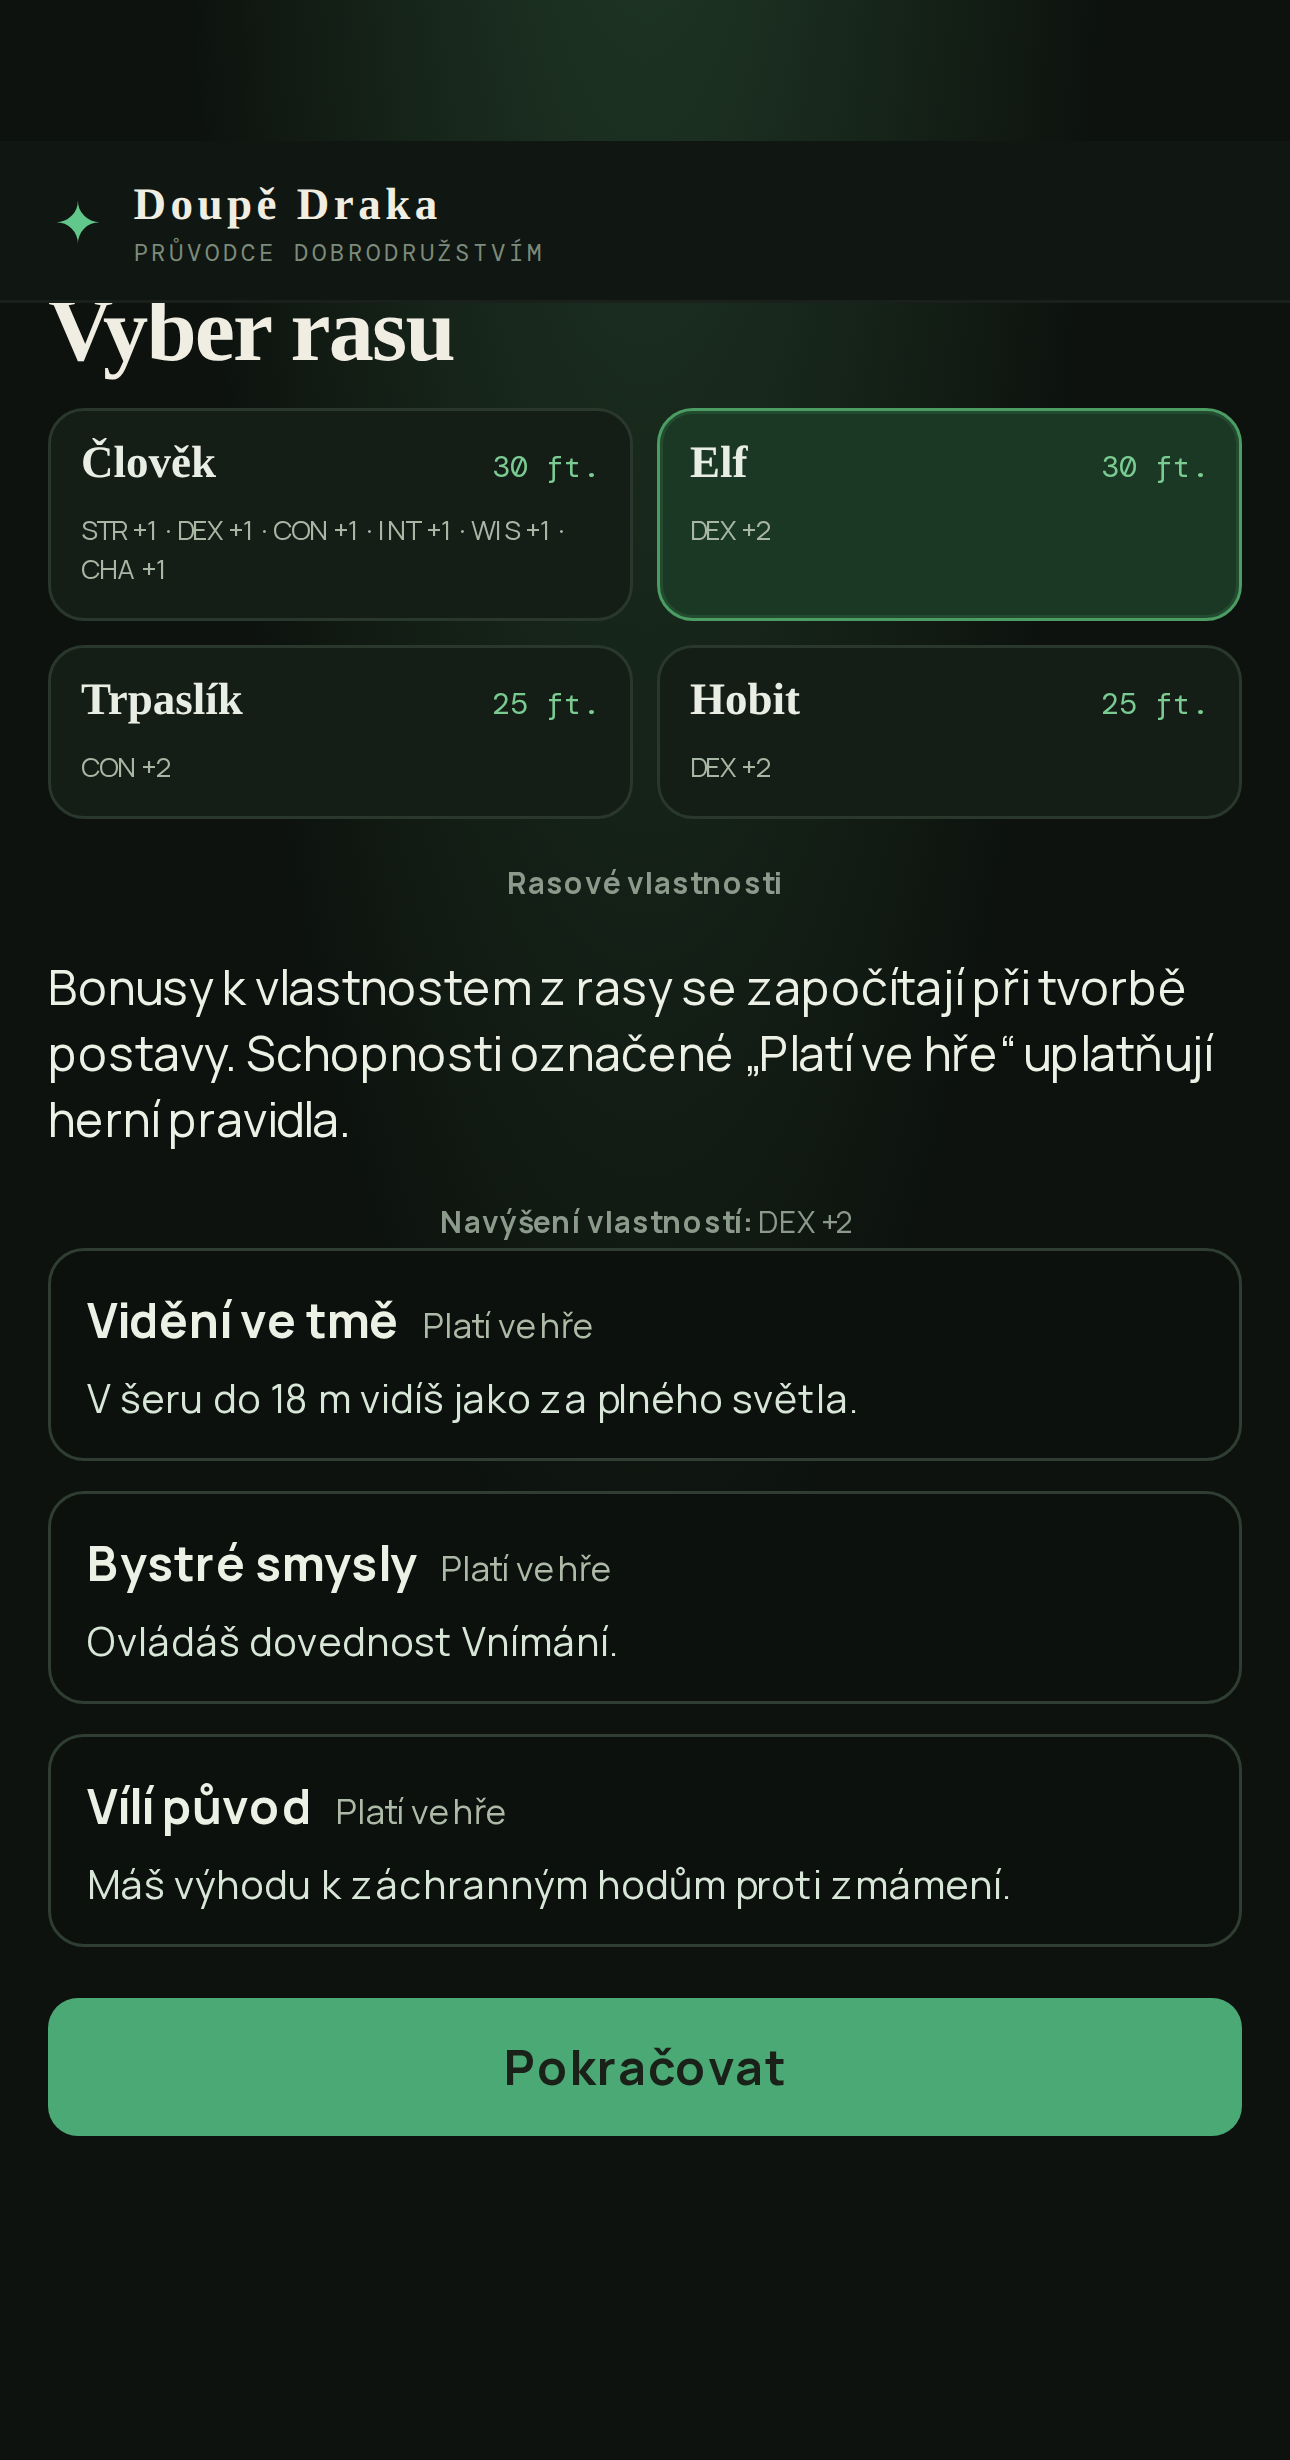 Doupě Draka
PRŮVODCE DOBRODRUŽSTVÍM
Vyber rasu
Člověk
30 ft.
STR +1 · DEX +1 · CON +1 · INT +1 · WIS +1 ·
CHA +1
Elf
30 ft.
DEX +2
Trpaslík
25 ft.
CON +2
Hobit
25 ft.
DEX +2
Rasové vlastnosti
Bonusy k vlastnostem z rasy se započítají při tvorbě
postavy. Schopnosti označené „Platí ve hře“ uplatňují
herní pravidla.
Navýšení vlastností: DEX +2
Vidění ve tmě Platí ve hře
V šeru do 18 m vidíš jako za plného světla.
Bystré smysly Platí ve hře
Ovládáš dovednost Vnímání.
Vílí původ Platí ve hře
Máš výhodu k záchranným hodům proti zmámení.
Pokračovat